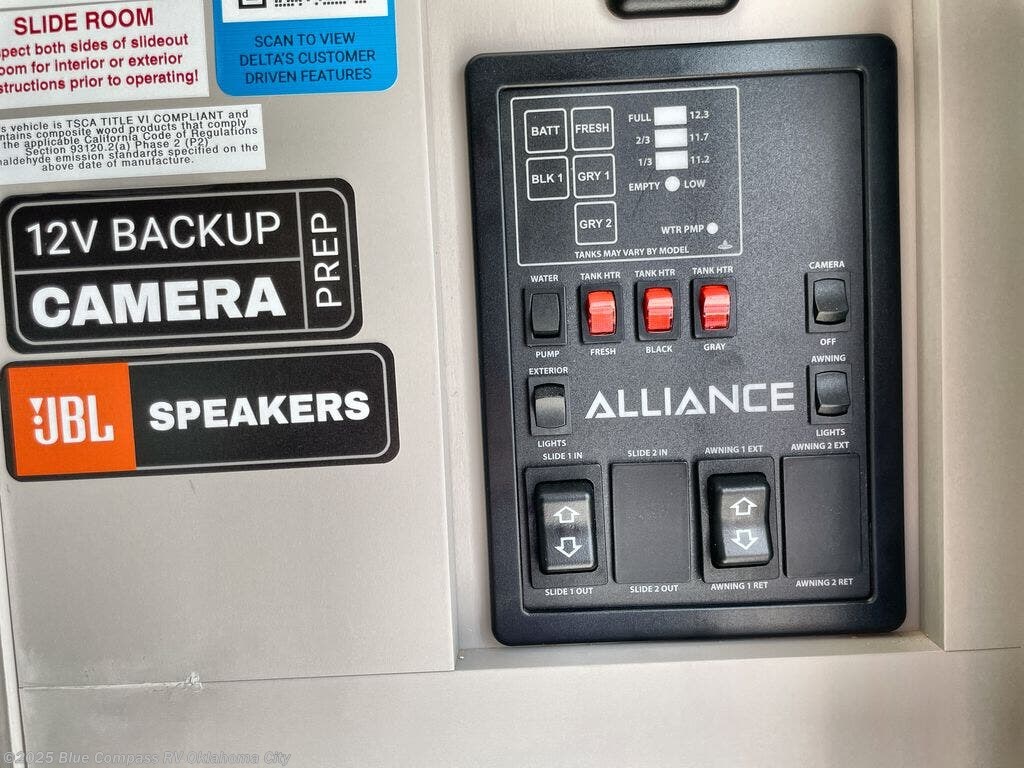 SLIDE ROOM
pect both sides of slideout
oom for interior or exterior
structions prior to operating!
SCAN TO VIEW
DELTA'S CUSTOMER
DRIVEN FEATURES
s vehicle is TSCA TITLE VI COMPLIANT and
ntains composite wood products that comply
the applicable California Code of Regulations
Section 93120.2(a) Phase 2 (P2)
maldehyde emission standards specified on the
above date of manufacture.
12V BACKUP
CAMERA
PREP
JBL SPEAKERS
BATT FRESH
BLK 1 GRY 1
GRY 2
FULL 12.3
2/3 11.7
1/3 11.2
EMPTY LOW
WTR PMP
TANKS MAY VARY BY MODEL
WATER TANK HTR TANK HTR TANK HTR CAMERA
PUMP FRESH BLACK GRAY OFF
EXTERIOR AWNING
ALLIANCE
LIGHTS LIGHTS
SLIDE 1 IN SLIDE 2 IN AWNING 1 EXT AWNING 2 EXT
SLIDE 1 OUT SLIDE 2 OUT AWNING 1 RET AWNING 2 RET
©2025 Blue Compass RV Oklahoma City